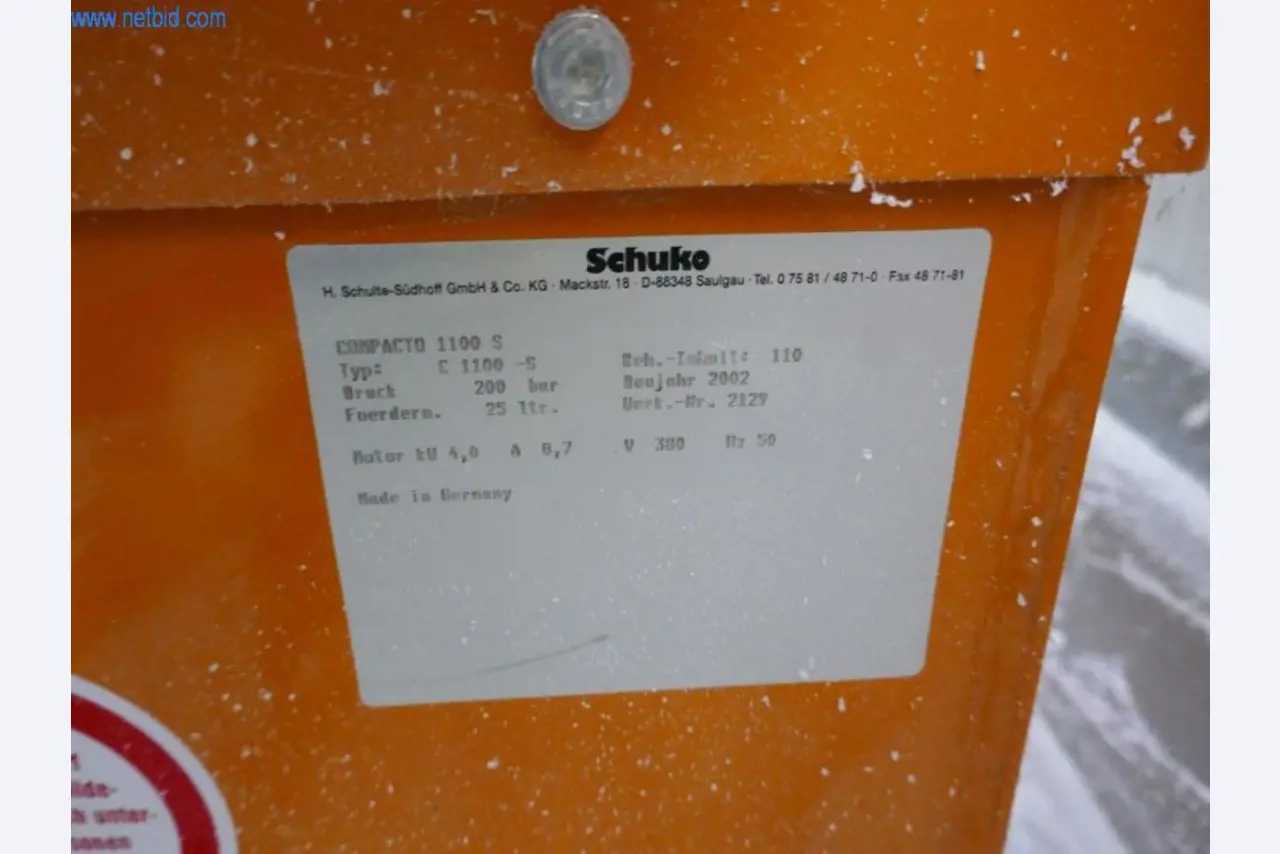 www.netbid.com
Schuko
H. Schulte-Südhoff GmbH & Co. KG · Mackstr. 18 · D-88348 Saulgau · Tel. 0 75 81 / 48 71-0 · Fax 48 71-81
COMPACTO 1100 S
Typ: C 1100 -S Beh.-Inhalt: 110
Druck 200 bar Baujahr 2002
Foerderm. 25 ltr. Werk.-Nr. 2129
Motor kW 4,0 A 8,7 V 380 Hz 50
Made in Germany